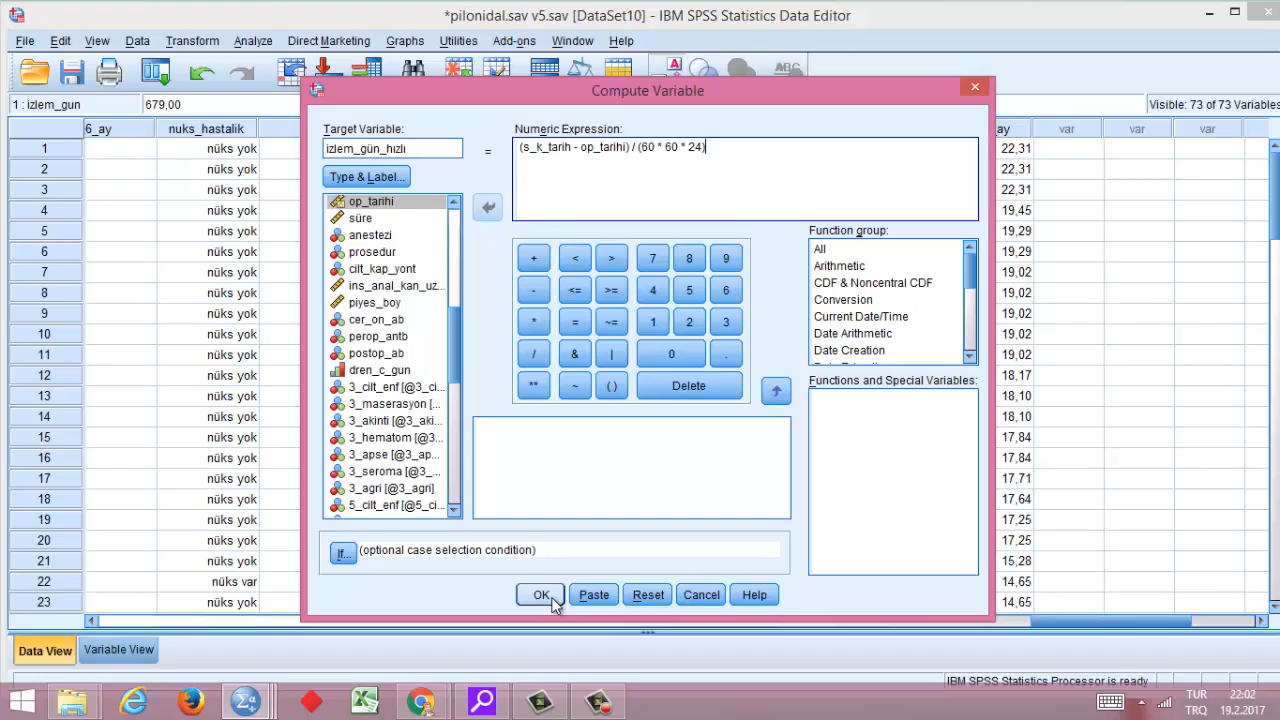 *pilonidal.sav v5.sav [DataSet10] - IBM SPSS Statistics Data Editor
File Edit View Data Transform Analyze Direct Marketing Graphs Utilities Add-ons Window Help
1 : izlem_gun 679,00 Visible: 73 of 73 Variables
Compute Variable
Target Variable:
izlem_gün_hızlı
=
Numeric Expression:
(s_k_tarih - op_tarihi) / (60 * 60 * 24)
Type & Label...
op_tarihi
süre
anestezi
prosedur
cilt_kap_yont
ins_anal_kan_uz...
piyes_boy
cer_on_ab
perop_antb
postop_ab
dren_c_gun
3_cilt_enf [@3_ci...
3_maserasyon [...
3_akinti [@3_aki...
3_hematom [@3...
3_apse [@3_apse...
3_seroma [@3_...
3_agri [@3_agri]
5_cilt_enf [@5_ci...
+ < > 7 8 9
- <= >= 4 5 6
* = ~= 1 2 3
/ & | 0 .
** ~ ( ) Delete
Function group:
All
Arithmetic
CDF & Noncentral CDF
Conversion
Current Date/Time
Date Arithmetic
Date Creation
Functions and Special Variables:
If... (optional case selection condition)
OK Paste Reset Cancel Help
6_ay nuks_hastalik ay var var var
1 nüks yok 22,31
2 nüks yok 22,31
3 nüks yok 22,31
4 nüks yok 19,45
5 nüks yok 19,29
6 nüks yok 19,29
7 nüks yok 19,02
8 nüks yok 19,02
9 nüks yok 19,02
10 nüks yok 19,02
11 nüks yok 19,02
12 nüks yok 18,17
13 nüks yok 18,10
14 nüks yok 18,10
15 nüks yok 17,84
16 nüks yok 17,84
17 nüks yok 17,71
18 nüks yok 17,64
19 nüks yok 17,25
20 nüks yok 17,25
21 nüks yok 15,28
22 nüks var 14,65
23 nüks yok 14,65
Data View Variable View
IBM SPSS Statistics Processor is ready
TUR 22:02
TRQ 19.2.2017